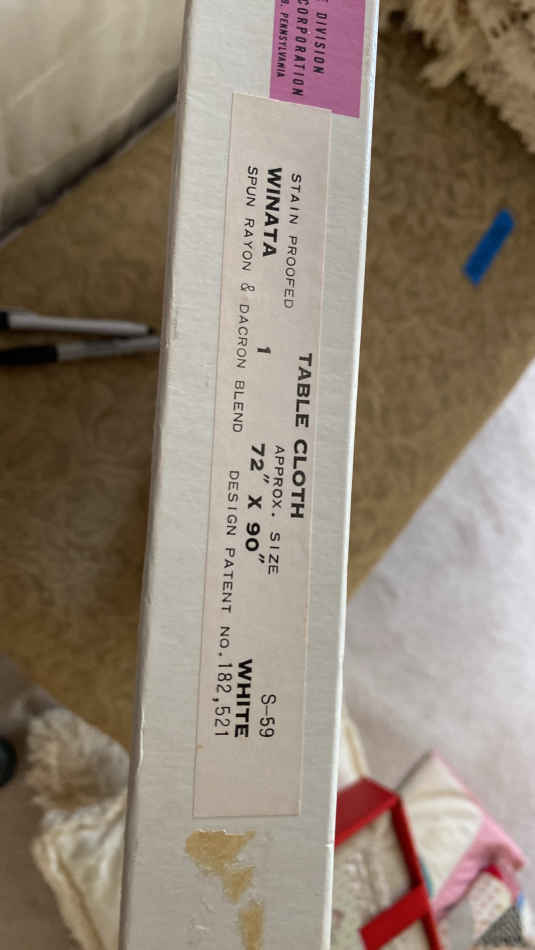 DIVISION
CORPORATION
PENNSYLVANIA
TABLE CLOTH
STAIN PROOFED APPROX. SIZE S-59
WINATA 1 72" X 90" WHITE
SPUN RAYON & DACRON BLEND DESIGN PATENT NO. 182,521